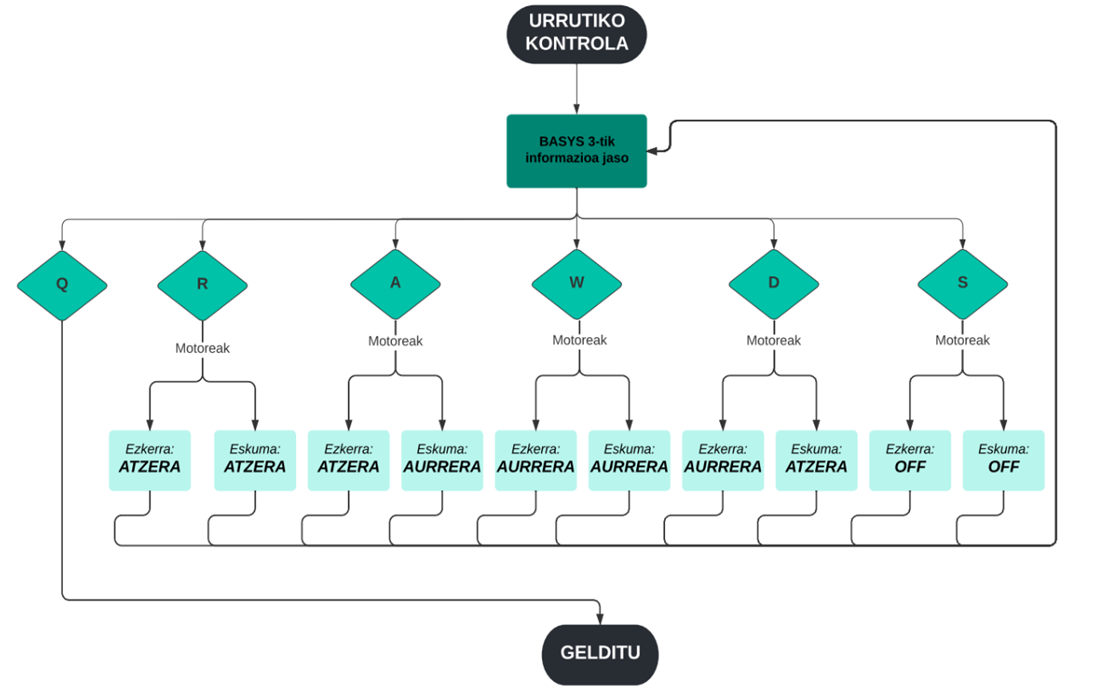 URRUTIKO
KONTROLA
BASYS 3-tik
informazioa jaso
Q
R
A
W
D
S
Motoreak
Motoreak
Motoreak
Motoreak
Motoreak
Ezkerra:
ATZERA
Eskuma:
ATZERA
Ezkerra:
ATZERA
Eskuma:
AURRERA
Ezkerra:
AURRERA
Eskuma:
AURRERA
Ezkerra:
AURRERA
Eskuma:
ATZERA
Ezkerra:
OFF
Eskuma:
OFF
GELDITU